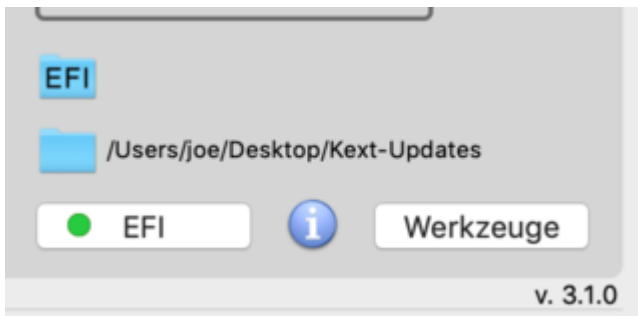 EFI
/Users/joe/Desktop/Kext-Updates
EFI
Werkzeuge
v. 3.1.0